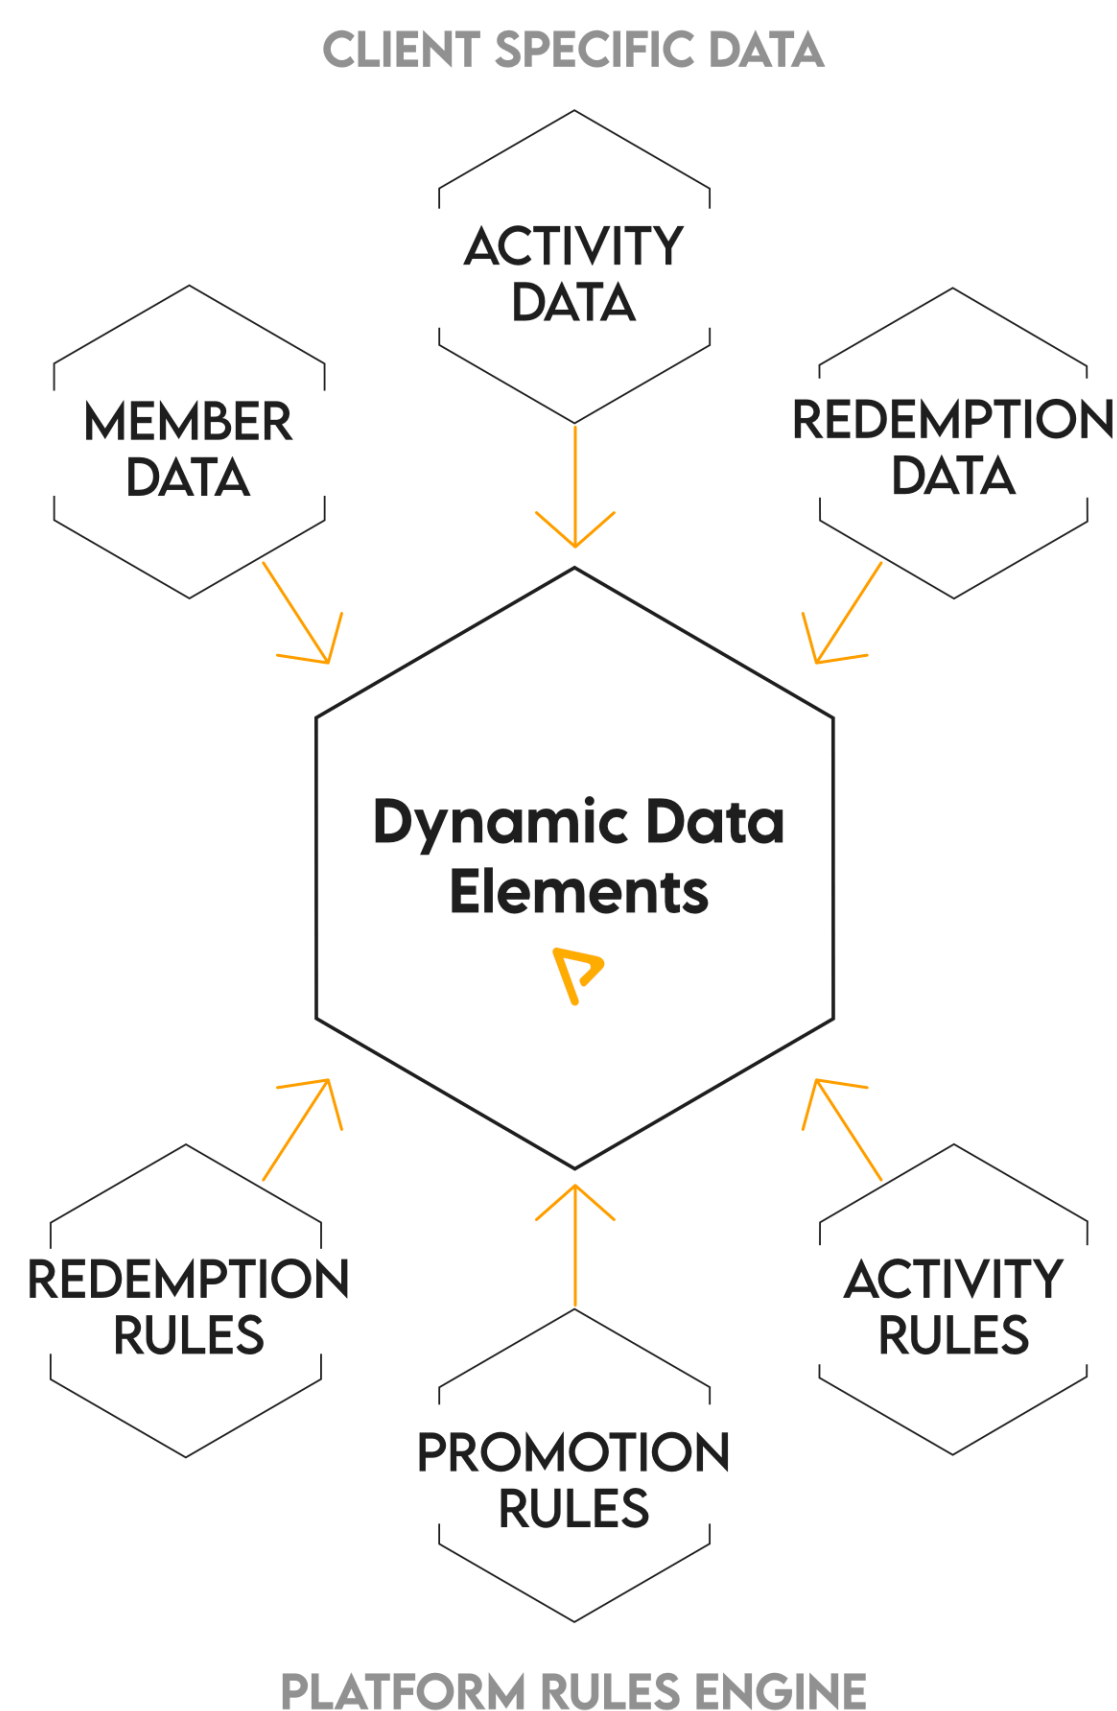 CLIENT SPECIFIC DATA
ACTIVITY
DATA
MEMBER
DATA
REDEMPTION
DATA
Dynamic Data
Elements
REDEMPTION
RULES
ACTIVITY
RULES
PROMOTION
RULES
PLATFORM RULES ENGINE